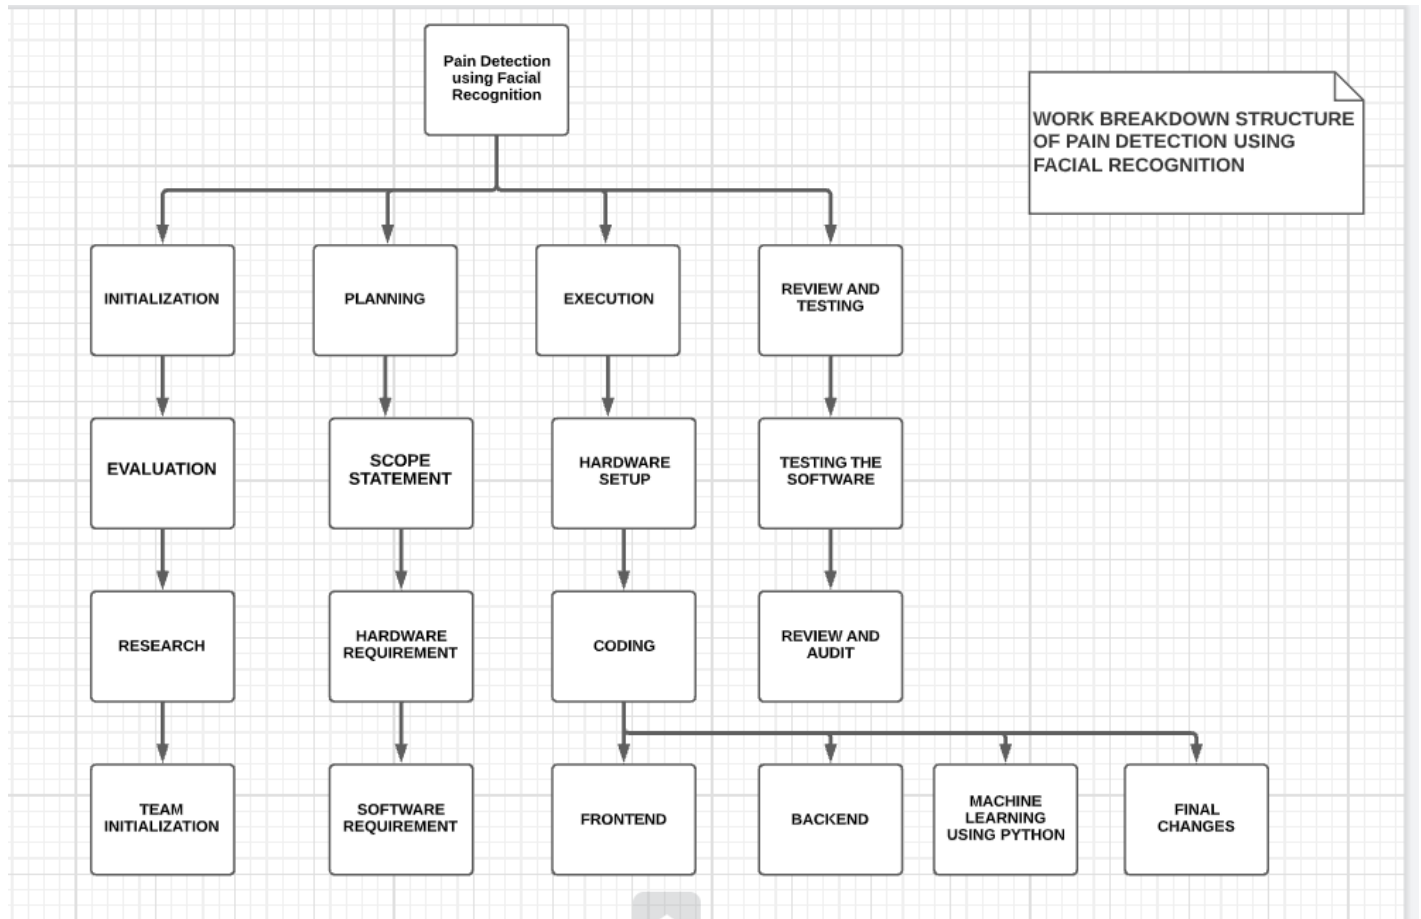 Pain Detection
using Facial
Recognition
WORK BREAKDOWN STRUCTURE
OF PAIN DETECTION USING
FACIAL RECOGNITION
INITIALIZATION
PLANNING
EXECUTION
REVIEW AND
TESTING
EVALUATION
SCOPE
STATEMENT
HARDWARE
SETUP
TESTING THE
SOFTWARE
RESEARCH
HARDWARE
REQUIREMENT
CODING
REVIEW AND
AUDIT
TEAM
INITIALIZATION
SOFTWARE
REQUIREMENT
FRONTEND
BACKEND
MACHINE
LEARNING
USING PYTHON
FINAL
CHANGES